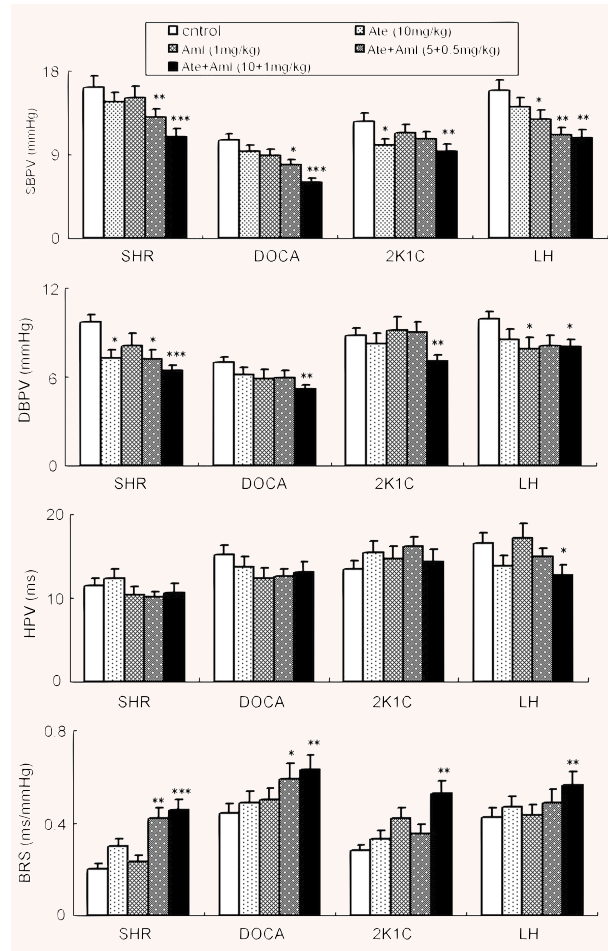 cntrol
Ate (10mg/kg)
Aml (1mg/kg)
Ate+Aml (5+0.5mg/kg)
Ate+Aml (10+1mg/kg)
SBPV (mmHg)
18
9
0
** *** * *** * ** * ** **
SHR DOCA 2K1C LH
DBPV (mmHg)
12
6
0
* * *** ** ** * *
SHR DOCA 2K1C LH
HPV (ms)
20
10
0
*
SHR DOCA 2K1C LH
BRS (ms/mmHg)
0.8
0.4
0
** *** * ** ** **
SHR DOCA 2K1C LH